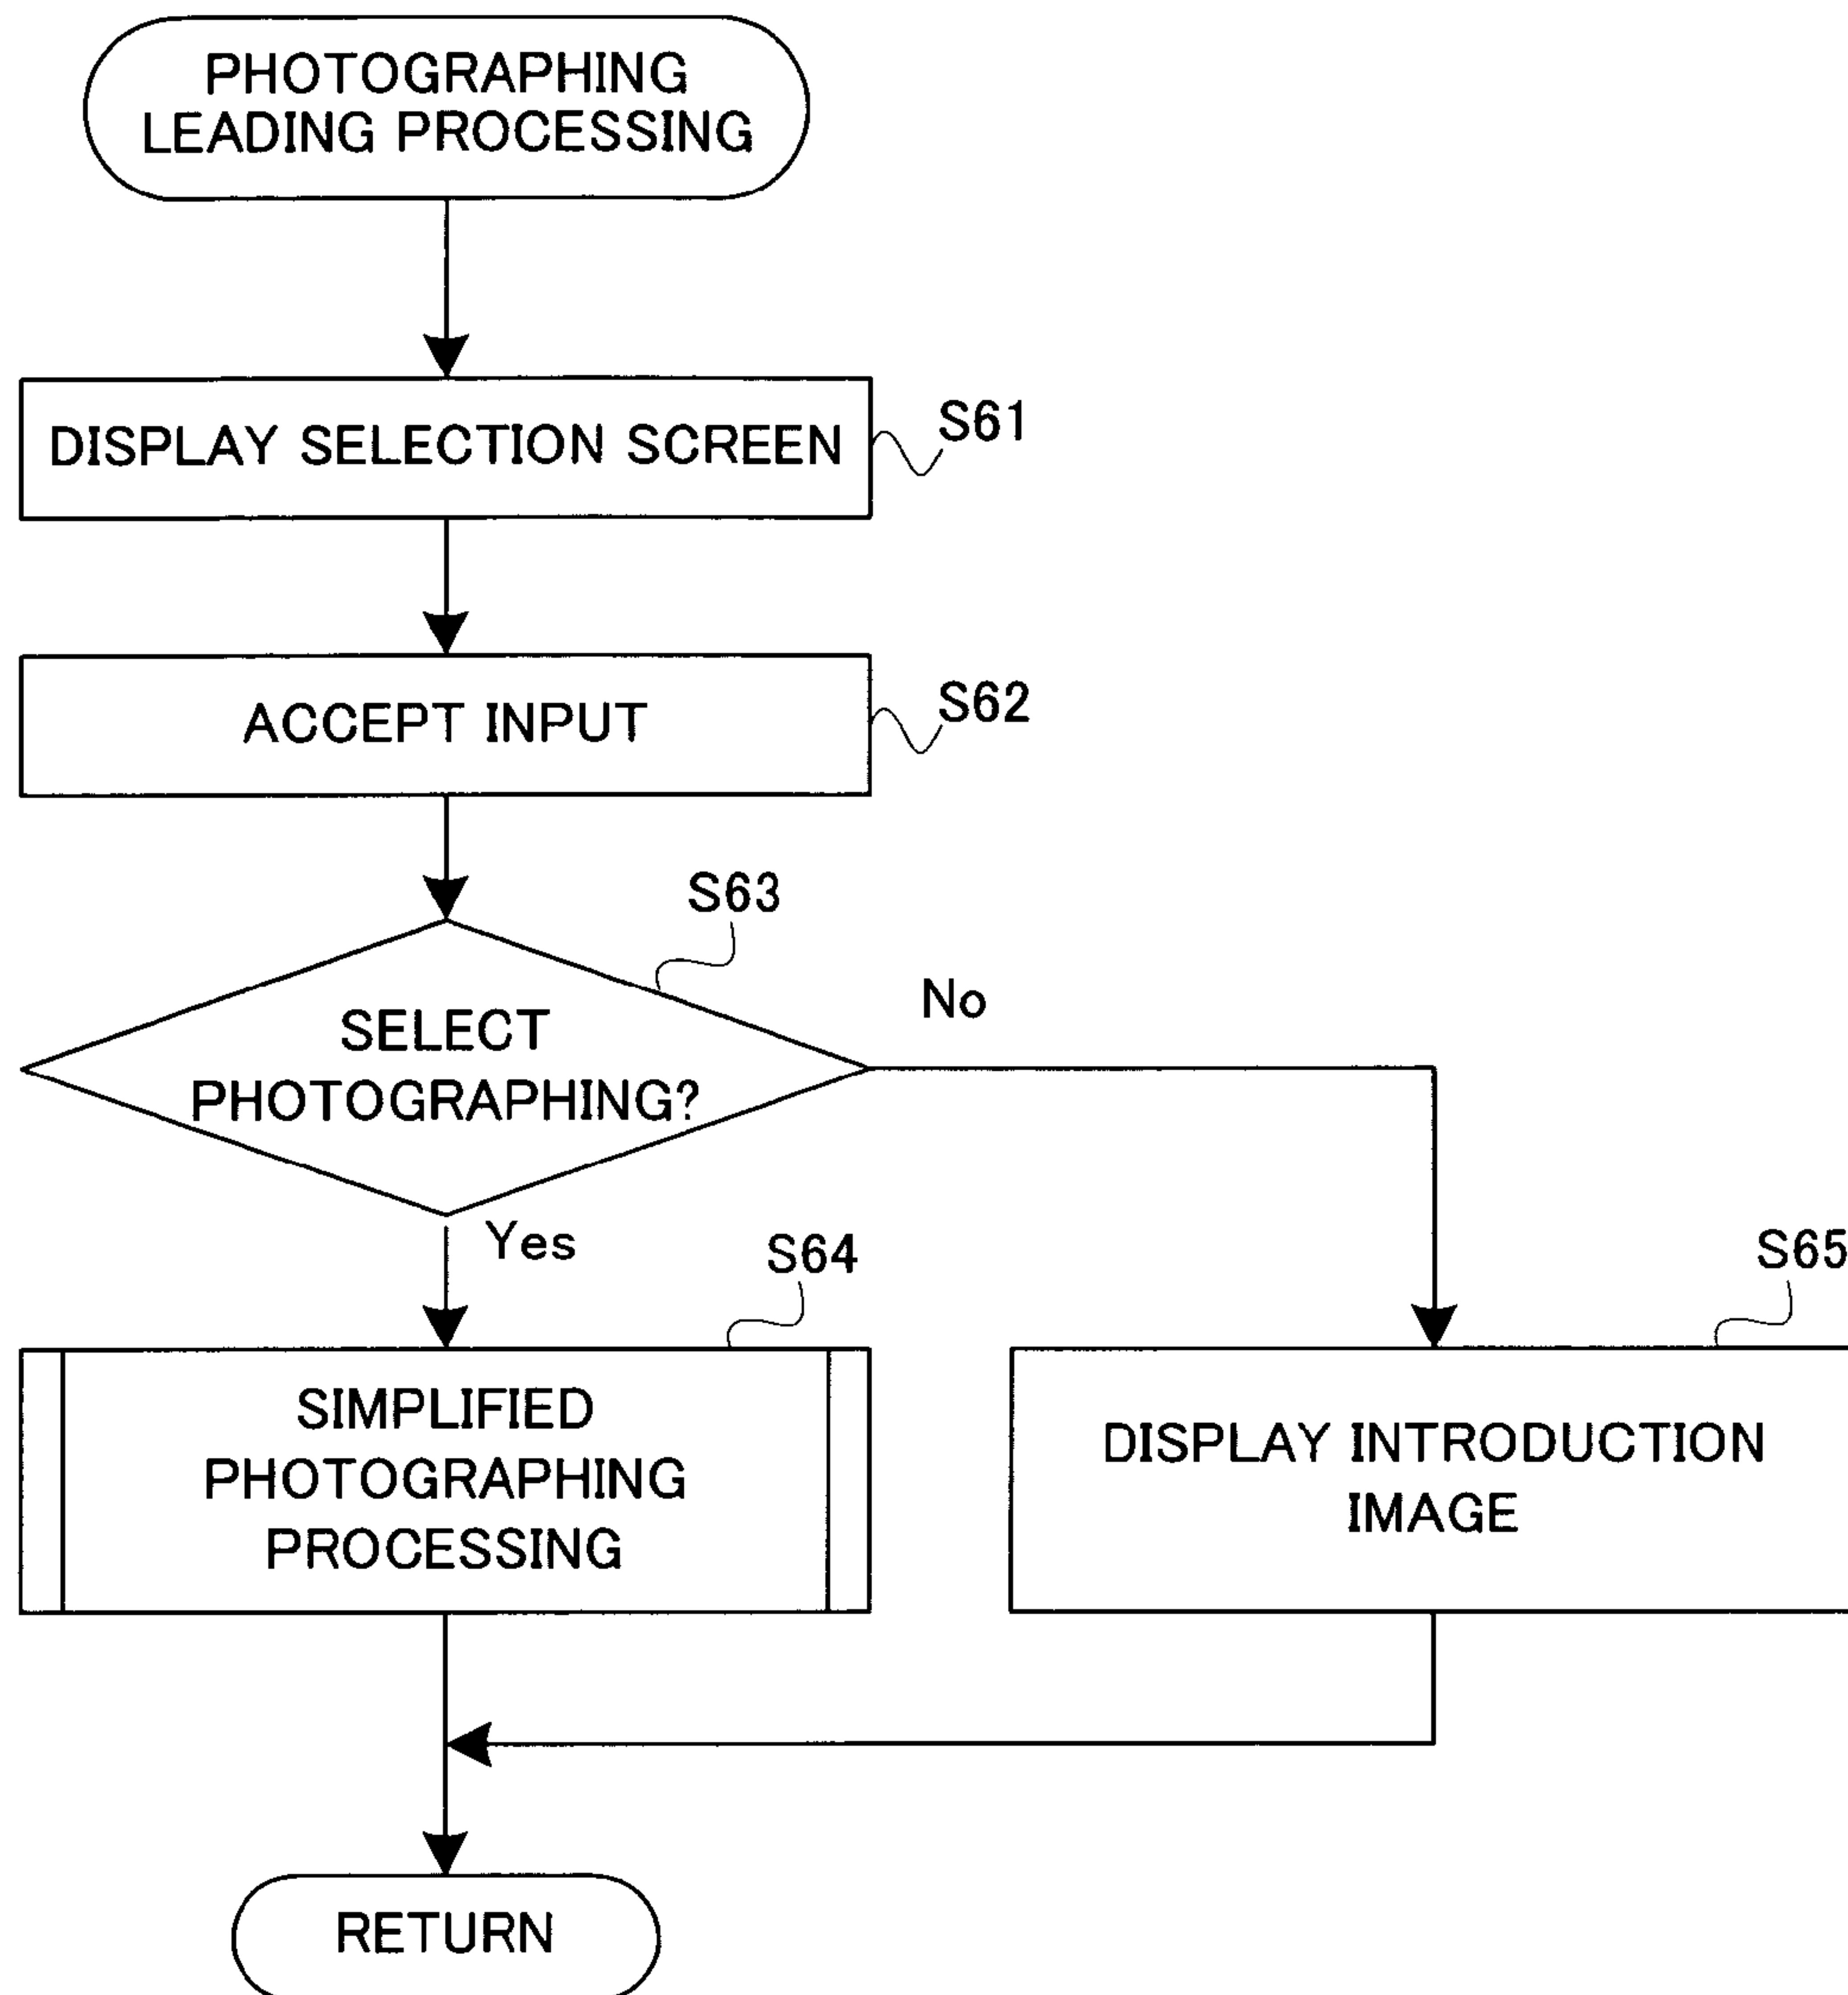 PHOTOGRAPHING
LEADING PROCESSING
DISPLAY SELECTION SCREEN
S61
ACCEPT INPUT
S62
S63
SELECT
PHOTOGRAPHING?
No
Yes
S64
SIMPLIFIED
PHOTOGRAPHING
PROCESSING
S65
DISPLAY INTRODUCTION
IMAGE
RETURN